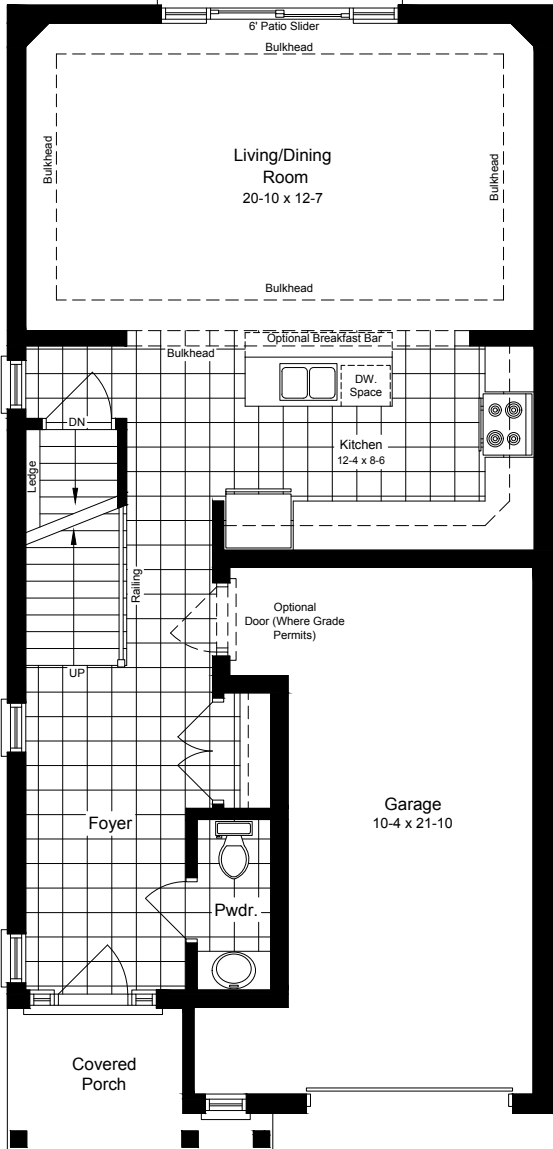 6' Patio Slider
Bulkhead
Bulkhead
Bulkhead
Living/Dining
Room
20-10 x 12-7
Bulkhead
Optional Breakfast Bar
Bulkhead
DW.
Space
DN
Kitchen
12-4 x 8-6
Ledge
Railing
Optional
Door (Where Grade
Permits)
UP
Garage
10-4 x 21-10
Foyer
Pwdr.
Covered
Porch